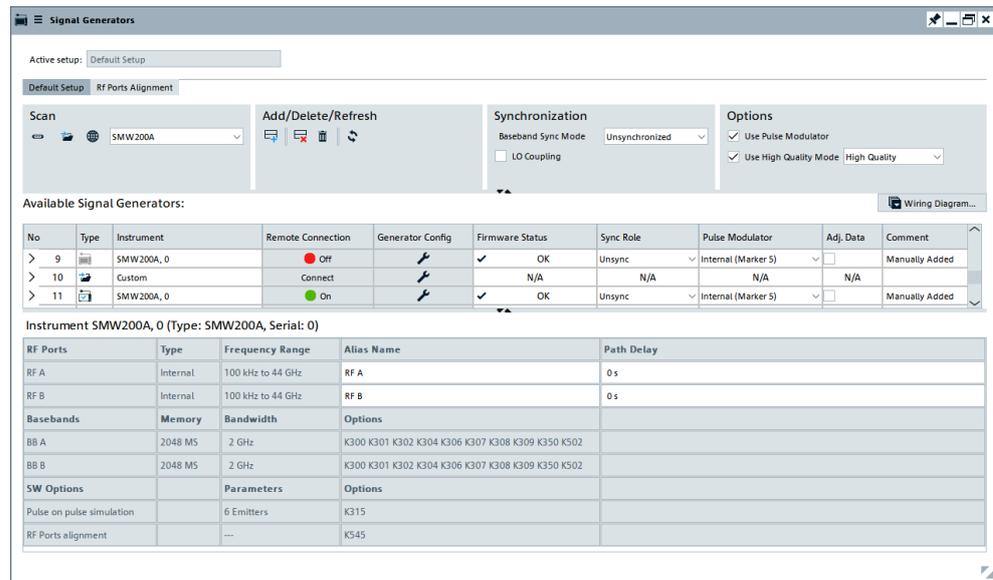 Signal Generators
Active setup: Default Setup
Default Setup Rf Ports Alignment
Scan Add/Delete/Refresh Synchronization Options
SMW200A Baseband Sync Mode Unsynchronized Use Pulse Modulator
LO Coupling Use High Quality Mode High Quality
Available Signal Generators: Wiring Diagram...
No Type Instrument Remote Connection Generator Config Firmware Status Sync Role Pulse Modulator Adj. Data Comment
9 SMW200A, 0 Off OK Unsync Internal (Marker 5) Manually Added
10 Custom Connect N/A N/A N/A N/A
11 SMW200A, 0 On OK Unsync Internal (Marker 5) Manually Added
Instrument SMW200A, 0 (Type: SMW200A, Serial: 0)
RF Ports Type Frequency Range Alias Name Path Delay
RF A Internal 100 kHz to 44 GHz RF A 0 s
RF B Internal 100 kHz to 44 GHz RF B 0 s
Basebands Memory Bandwidth Options
BB A 2048 MS 2 GHz K300 K301 K302 K304 K306 K307 K308 K309 K350 K502
BB B 2048 MS 2 GHz K300 K301 K302 K304 K306 K307 K308 K309 K350 K502
SW Options Parameters Options
Pulse on pulse simulation 6 Emitters K315
RF Ports alignment --- K545